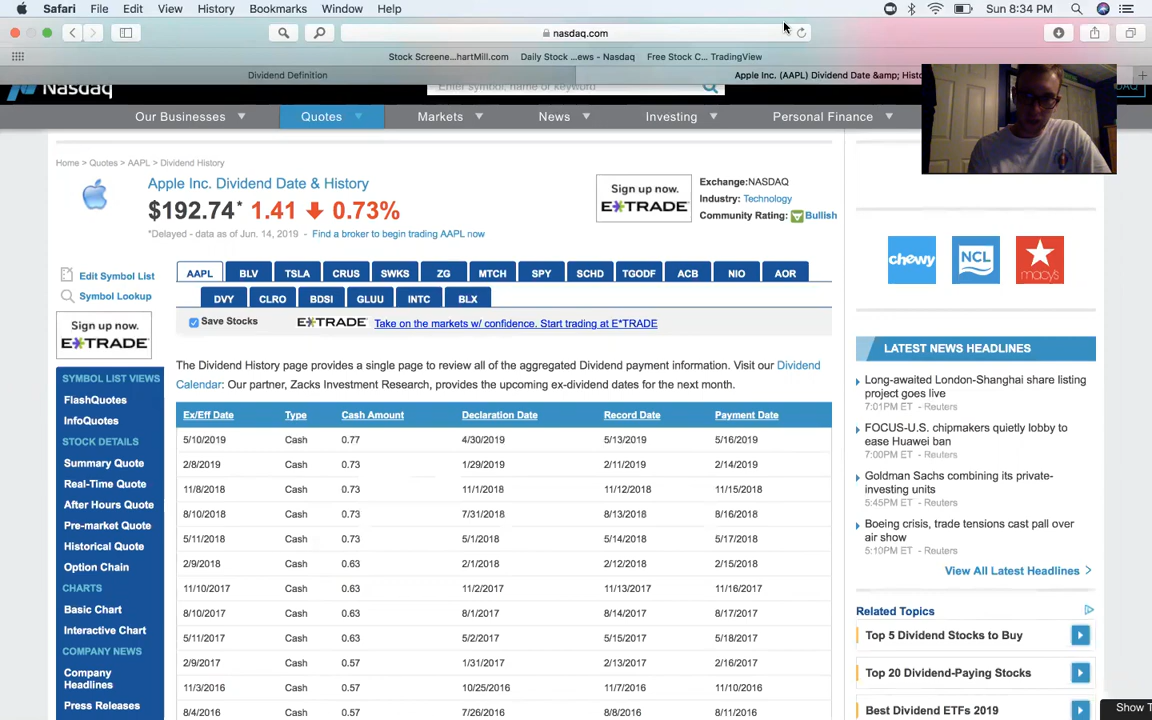 Safari File Edit View History Bookmarks Window Help Sun 8:34 PM
nasdaq.com
Stock Screene...hartMill.com Daily Stock ...ews - Nasdaq Free Stock C... TradingView
Dividend Definition Apple Inc. (AAPL) Dividend Date &amp; Histo
Nasdaq Enter symbol, name or keyword
Our Businesses Quotes Markets News Investing Personal Finance
Home > Quotes > AAPL > Dividend History
Apple Inc. Dividend Date & History
$192.74* 1.41 0.73%
*Delayed - data as of Jun. 14, 2019 - Find a broker to begin trading AAPL now
Sign up now.
E*TRADE
Exchange:NASDAQ
Industry: Technology
Community Rating: Bullish
Edit Symbol List
Symbol Lookup
Sign up now.
E*TRADE
AAPL BLV TSLA CRUS SWKS ZG MTCH SPY SCHD TGODF ACB NIO AOR
DVY CLRO BDSI GLUU INTC BLX
Save Stocks E*TRADE Take on the markets w/ confidence. Start trading at E*TRADE
The Dividend History page provides a single page to review all of the aggregated Dividend payment information. Visit our Dividend
Calendar: Our partner, Zacks Investment Research, provides the upcoming ex-dividend dates for the next month.
Ex/Eff Date Type Cash Amount Declaration Date Record Date Payment Date
5/10/2019 Cash 0.77 4/30/2019 5/13/2019 5/16/2019
2/8/2019 Cash 0.73 1/29/2019 2/11/2019 2/14/2019
11/8/2018 Cash 0.73 11/1/2018 11/12/2018 11/15/2018
8/10/2018 Cash 0.73 7/31/2018 8/13/2018 8/16/2018
5/11/2018 Cash 0.73 5/1/2018 5/14/2018 5/17/2018
2/9/2018 Cash 0.63 2/1/2018 2/12/2018 2/15/2018
11/10/2017 Cash 0.63 11/2/2017 11/13/2017 11/16/2017
8/10/2017 Cash 0.63 8/1/2017 8/14/2017 8/17/2017
5/11/2017 Cash 0.63 5/2/2017 5/15/2017 5/18/2017
2/9/2017 Cash 0.57 1/31/2017 2/13/2017 2/16/2017
11/3/2016 Cash 0.57 10/25/2016 11/7/2016 11/10/2016
8/4/2016 Cash 0.57 7/26/2016 8/8/2016 8/11/2016
SYMBOL LIST VIEWS
FlashQuotes
InfoQuotes
STOCK DETAILS
Summary Quote
Real-Time Quote
After Hours Quote
Pre-market Quote
Historical Quote
Option Chain
CHARTS
Basic Chart
Interactive Chart
COMPANY NEWS
Company
Headlines
Press Releases
chewy NCL macy's
LATEST NEWS HEADLINES
Long-awaited London-Shanghai share listing
project goes live
7:01PM ET - Reuters
FOCUS-U.S. chipmakers quietly lobby to
ease Huawei ban
7:00PM ET - Reuters
Goldman Sachs combining its private-
investing units
5:45PM ET - Reuters
Boeing crisis, trade tensions cast pall over
air show
5:10PM ET - Reuters
View All Latest Headlines >
Related Topics
Top 5 Dividend Stocks to Buy
Top 20 Dividend-Paying Stocks
Best Dividend ETFs 2019
Show T